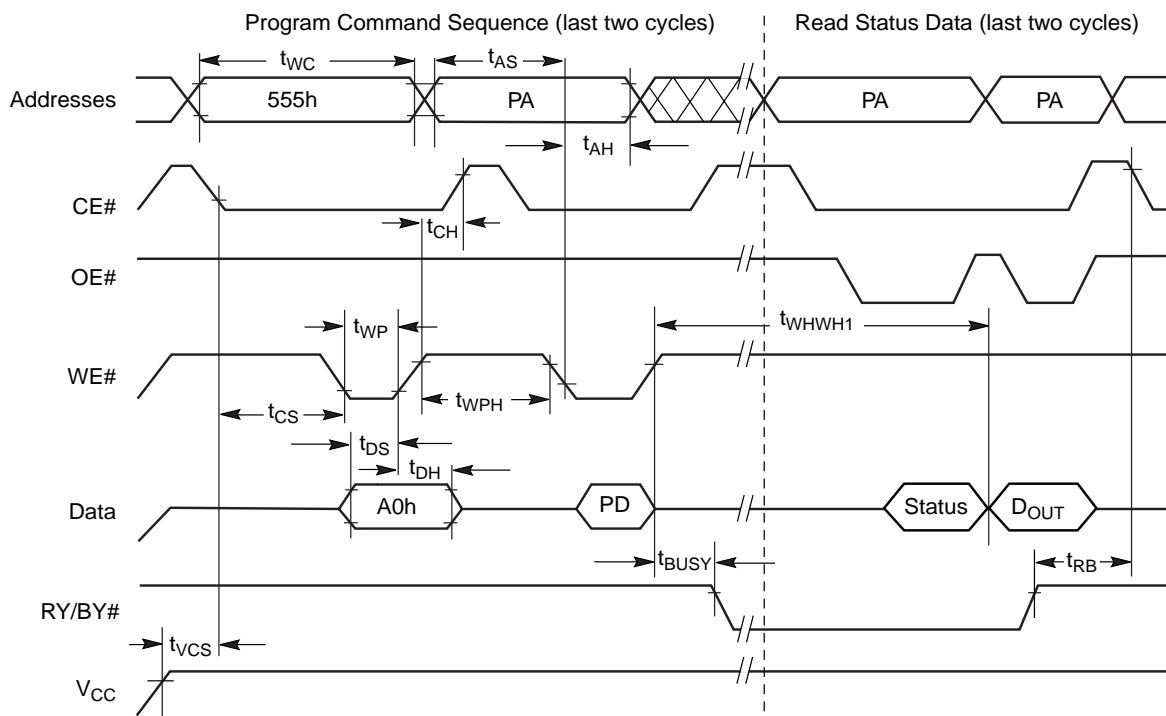 Program Command Sequence (last two cycles)
Read Status Data (last two cycles)
tWC
tAS
Addresses
555h
PA
PA
PA
tAH
CE#
tCH
OE#
tWP
tWHWH1
WE#
tCS
tWPH
tDS
tDH
Data
A0h
PD
Status
DOUT
tBUSY
tRB
RY/BY#
tVCS
VCC